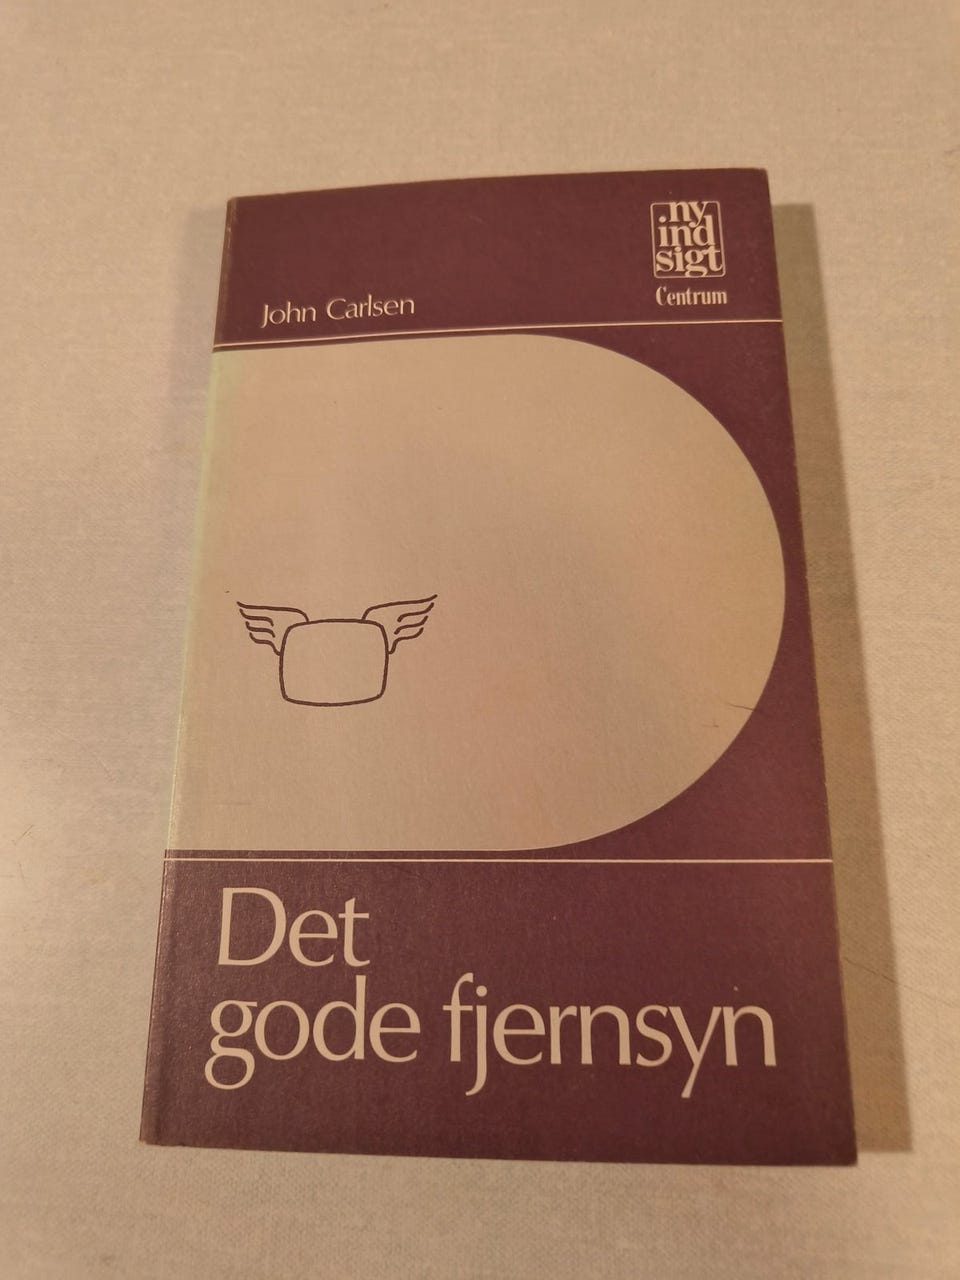 ny
ind
sigt
Centrum
John Carlsen
Det
gode fjernsyn